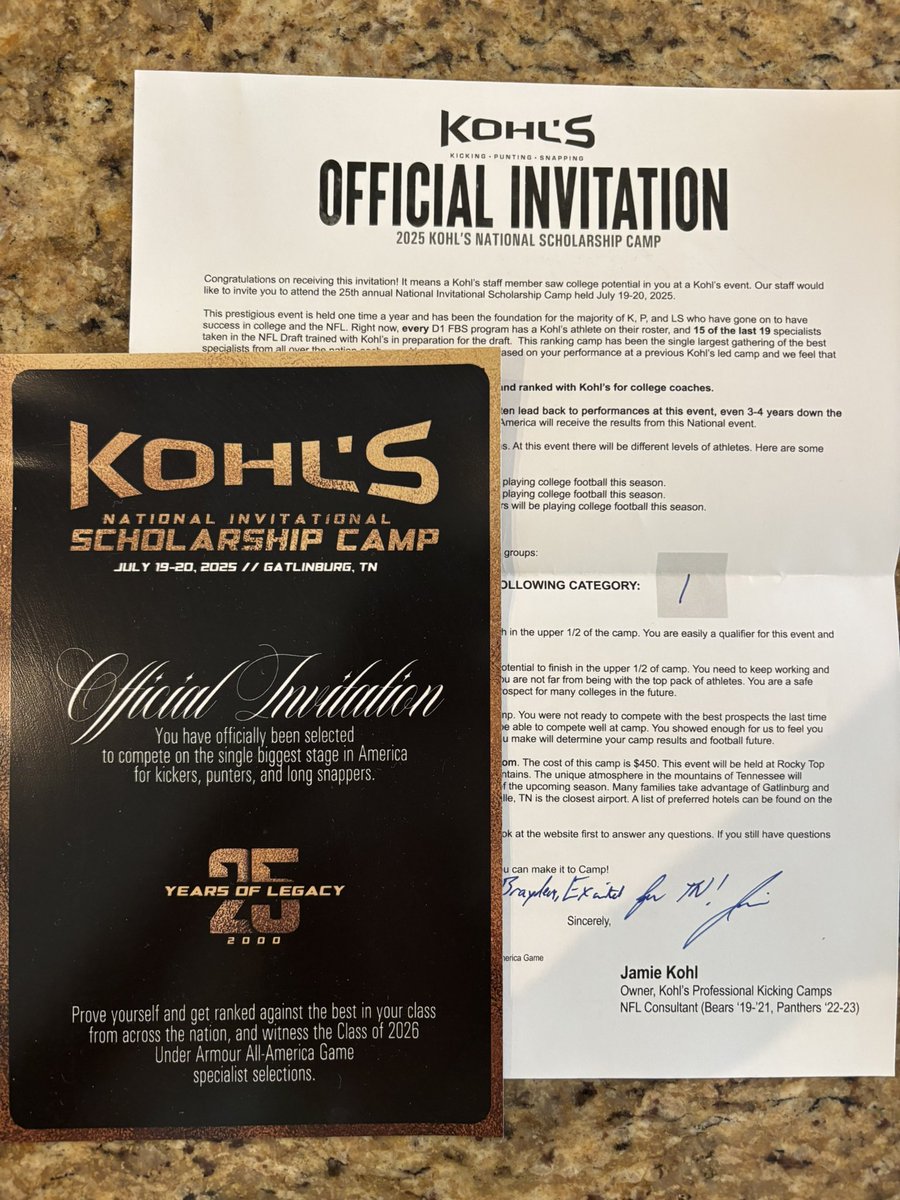 KOHL'S
KICKING • PUNTING • SNAPPING
OFFICIAL INVITATION
2025 KOHL'S NATIONAL SCHOLARSHIP CAMP
Congratulations on receiving this invitation! It means a Kohl's staff member saw college potential in you at a Kohl's event. Our staff would
like to invite you to attend the 25th annual National Invitational Scholarship Camp held July 19-20, 2025.
This prestigious event is held one time a year and has been the foundation for the majority of K, P, and LS who have gone on to have
success in college and the NFL. Right now, every D1 FBS program has a Kohl's athlete on their roster, and 15 of the last 19 specialists
taken in the NFL Draft trained with Kohl's in preparation for the draft. This ranking camp has been the single largest gathering of the best
specialists from all over the nation
ased on your performance at a previous Kohl's led camp and we feel that
and ranked with Kohl's for college coaches.
en lead back to performances at this event, even 3-4 years down the
America will receive the results from this National event.
s. At this event there will be different levels of athletes. Here are some
playing college football this season.
playing college football this season.
rs will be playing college football this season.
groups:
OLLOWING CATEGORY: 1
h in the upper 1/2 of the camp. You are easily a qualifier for this event and
otential to finish in the upper 1/2 of camp. You need to keep working and
ou are not far from being with the top pack of athletes. You are a safe
ospect for many colleges in the future.
mp. You were not ready to compete with the best prospects the last time
be able to compete well at camp. You showed enough for us to feel you
u make will determine your camp results and football future.
om. The cost of this camp is $450. This event will be held at Rocky Top
ntains. The unique atmosphere in the mountains of Tennessee will
f the upcoming season. Many families take advantage of Gatlinburg and
lle, TN is the closest airport. A list of preferred hotels can be found on the
ok at the website first to answer any questions. If you still have questions
u can make it to Camp!
Brayden, Excited for TN!
Sincerely,
erica Game
Jamie Kohl
Owner, Kohl's Professional Kicking Camps
NFL Consultant (Bears '19-'21, Panthers '22-23)
KOHL'S
NATIONAL INVITATIONAL
SCHOLARSHIP CAMP
JULY 19-20, 2025 // GATLINBURG, TN
Official Invitation
You have officially been selected
to compete on the single biggest stage in America
for kickers, punters, and long snappers.
25
YEARS OF LEGACY
2000
Prove yourself and get ranked against the best in your class
from across the nation, and witness the Class of 2026
Under Armour All-America Game
specialist selections.